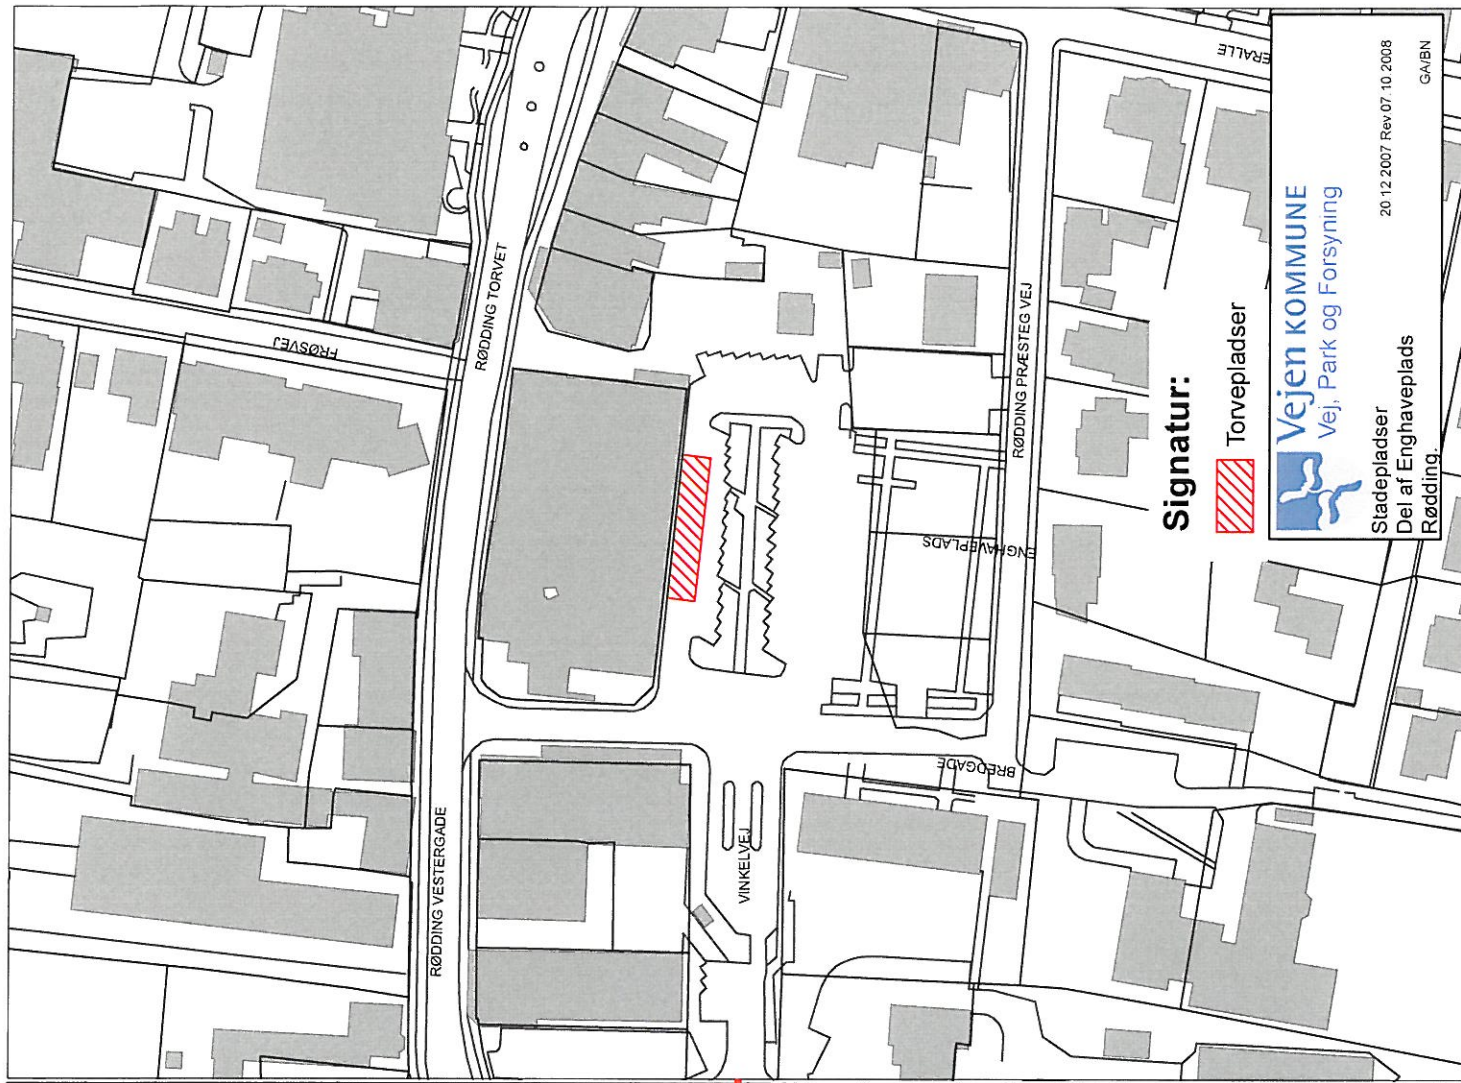 FRØSVEJ
RØDDING TORVET
RØDDING VESTERGADE
VINKELVEJ
BREDGADE
ENGHAVEPLADS
RØDDING PRÆSTEG VEJ
ERALLE
Signatur:
Torvepladser
Vejen KOMMUNE
Vej, Park og Forsyning
Stadepladser
Del af Enghaveplads
Rødding.
20.12.2007 Rev.07.10.2008
GA/BN